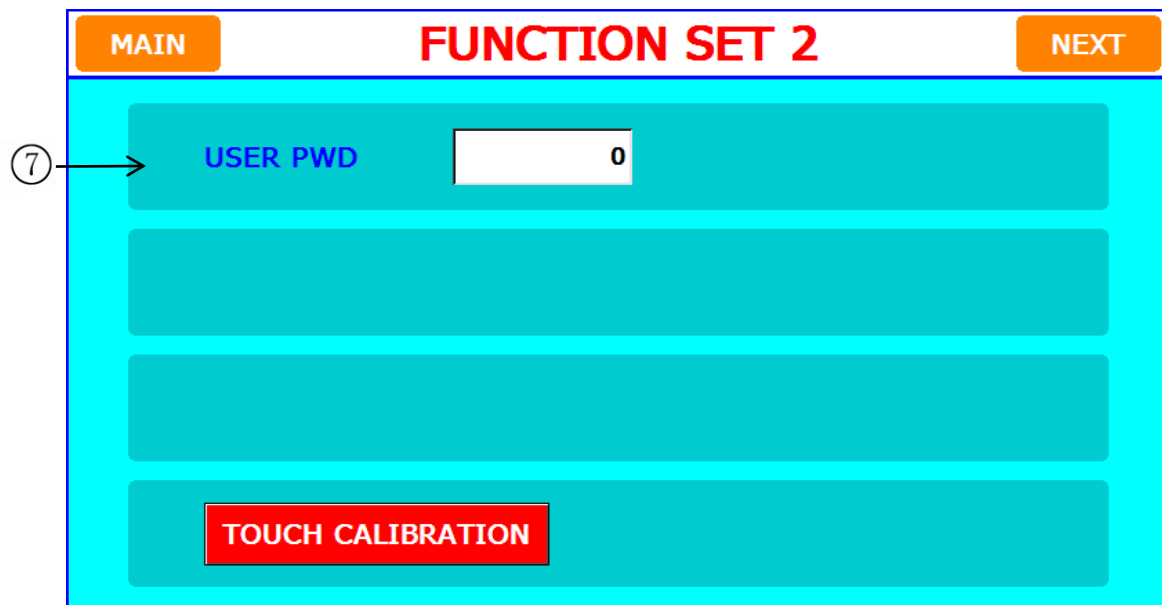 MAIN
FUNCTION SET 2
NEXT
⑦
USER PWD
0
TOUCH CALIBRATION